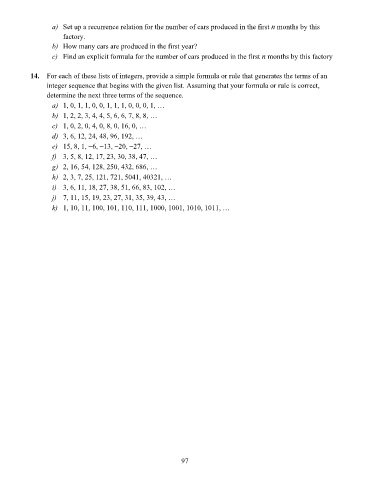 a) Set up a recurrence relation for the number of cars produced in the first n months by this
factory.
b) How many cars are produced in the first year?
c) Find an explicit formula for the number of cars produced in the first n months by this factory
14. For each of these lists of integers, provide a simple formula or rule that generates the terms of an
integer sequence that begins with the given list. Assuming that your formula or rule is correct,
determine the next three terms of the sequence.
a) 1, 0, 1, 1, 0, 0, 1, 1, 1, 0, 0, 0, 1, …
b) 1, 2, 2, 3, 4, 4, 5, 6, 6, 7, 8, 8, …
c) 1, 0, 2, 0, 4, 0, 8, 0, 16, 0, …
d) 3, 6, 12, 24, 48, 96, 192, …
e) 15, 8, 1, −6, −13, −20, −27, …
f) 3, 5, 8, 12, 17, 23, 30, 38, 47, …
g) 2, 16, 54, 128, 250, 432, 686, …
h) 2, 3, 7, 25, 121, 721, 5041, 40321, …
i) 3, 6, 11, 18, 27, 38, 51, 66, 83, 102, …
j) 7, 11, 15, 19, 23, 27, 31, 35, 39, 43, …
k) 1, 10, 11, 100, 101, 110, 111, 1000, 1001, 1010, 1011, …
97